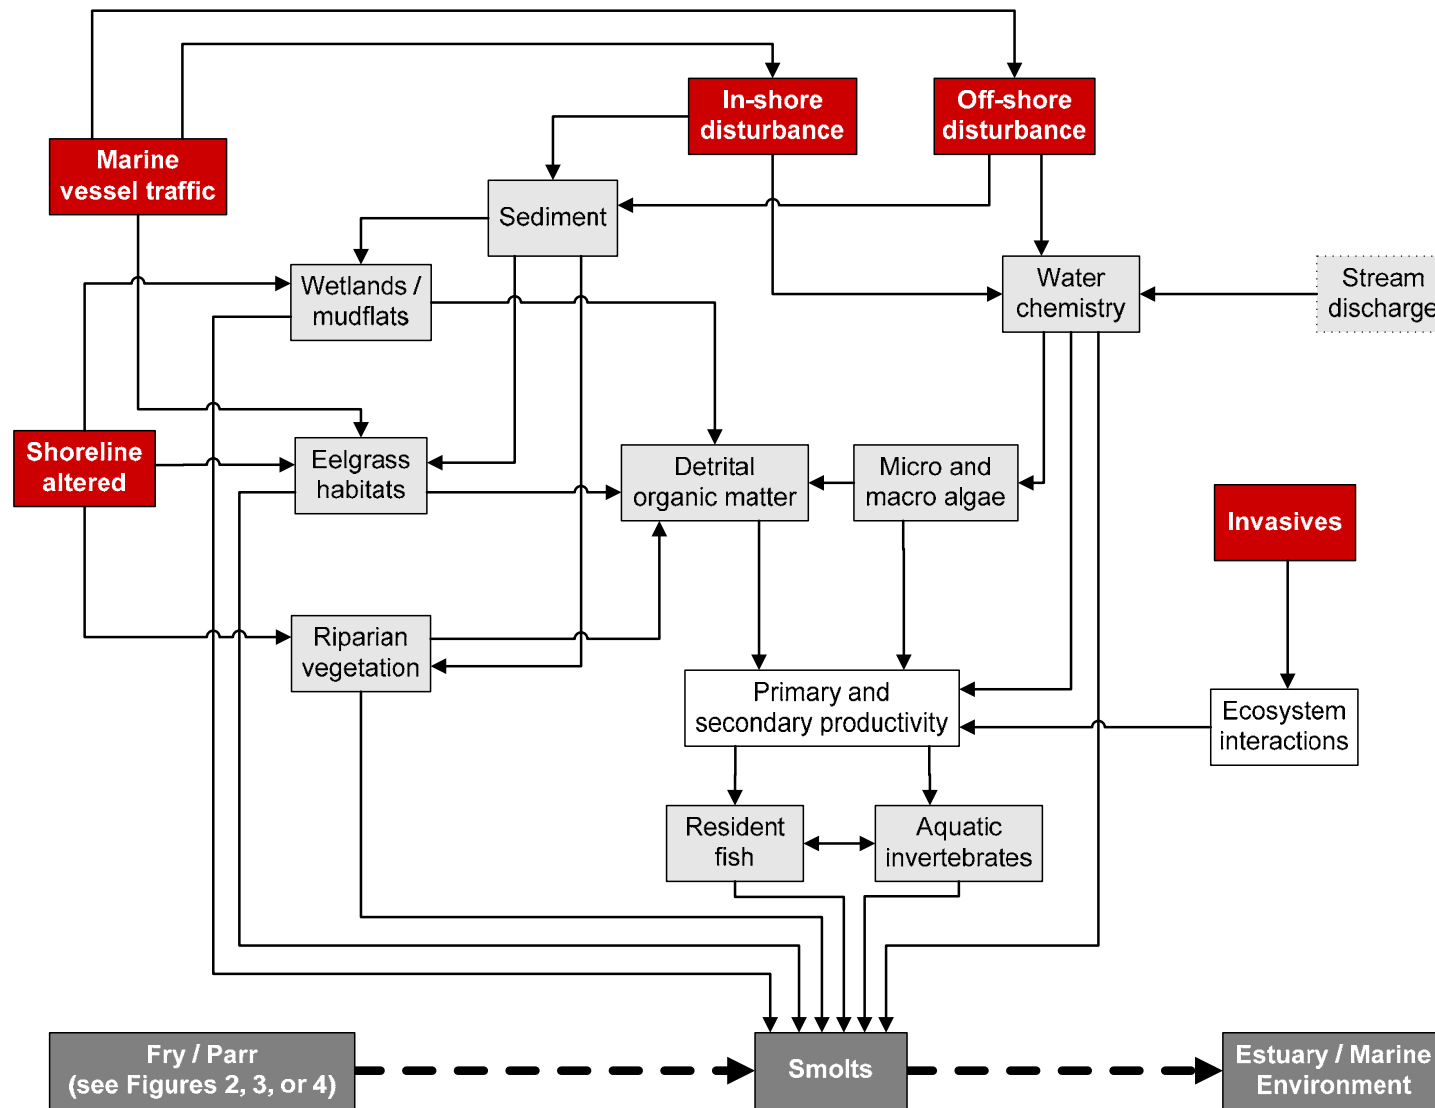 In-shore
disturbance
Off-shore
disturbance
Marine
vessel traffic
Sediment
Wetlands /
mudflats
Water
chemistry
Stream
discharge
Shoreline
altered
Eelgrass
habitats
Detrital
organic matter
Micro and
macro algae
Invasives
Riparian
vegetation
Primary and
secondary productivity
Ecosystem
interactions
Resident
fish
Aquatic
invertebrates
Fry / Parr
(see Figures 2, 3, or 4)
Smolts
Estuary / Marine
Environment